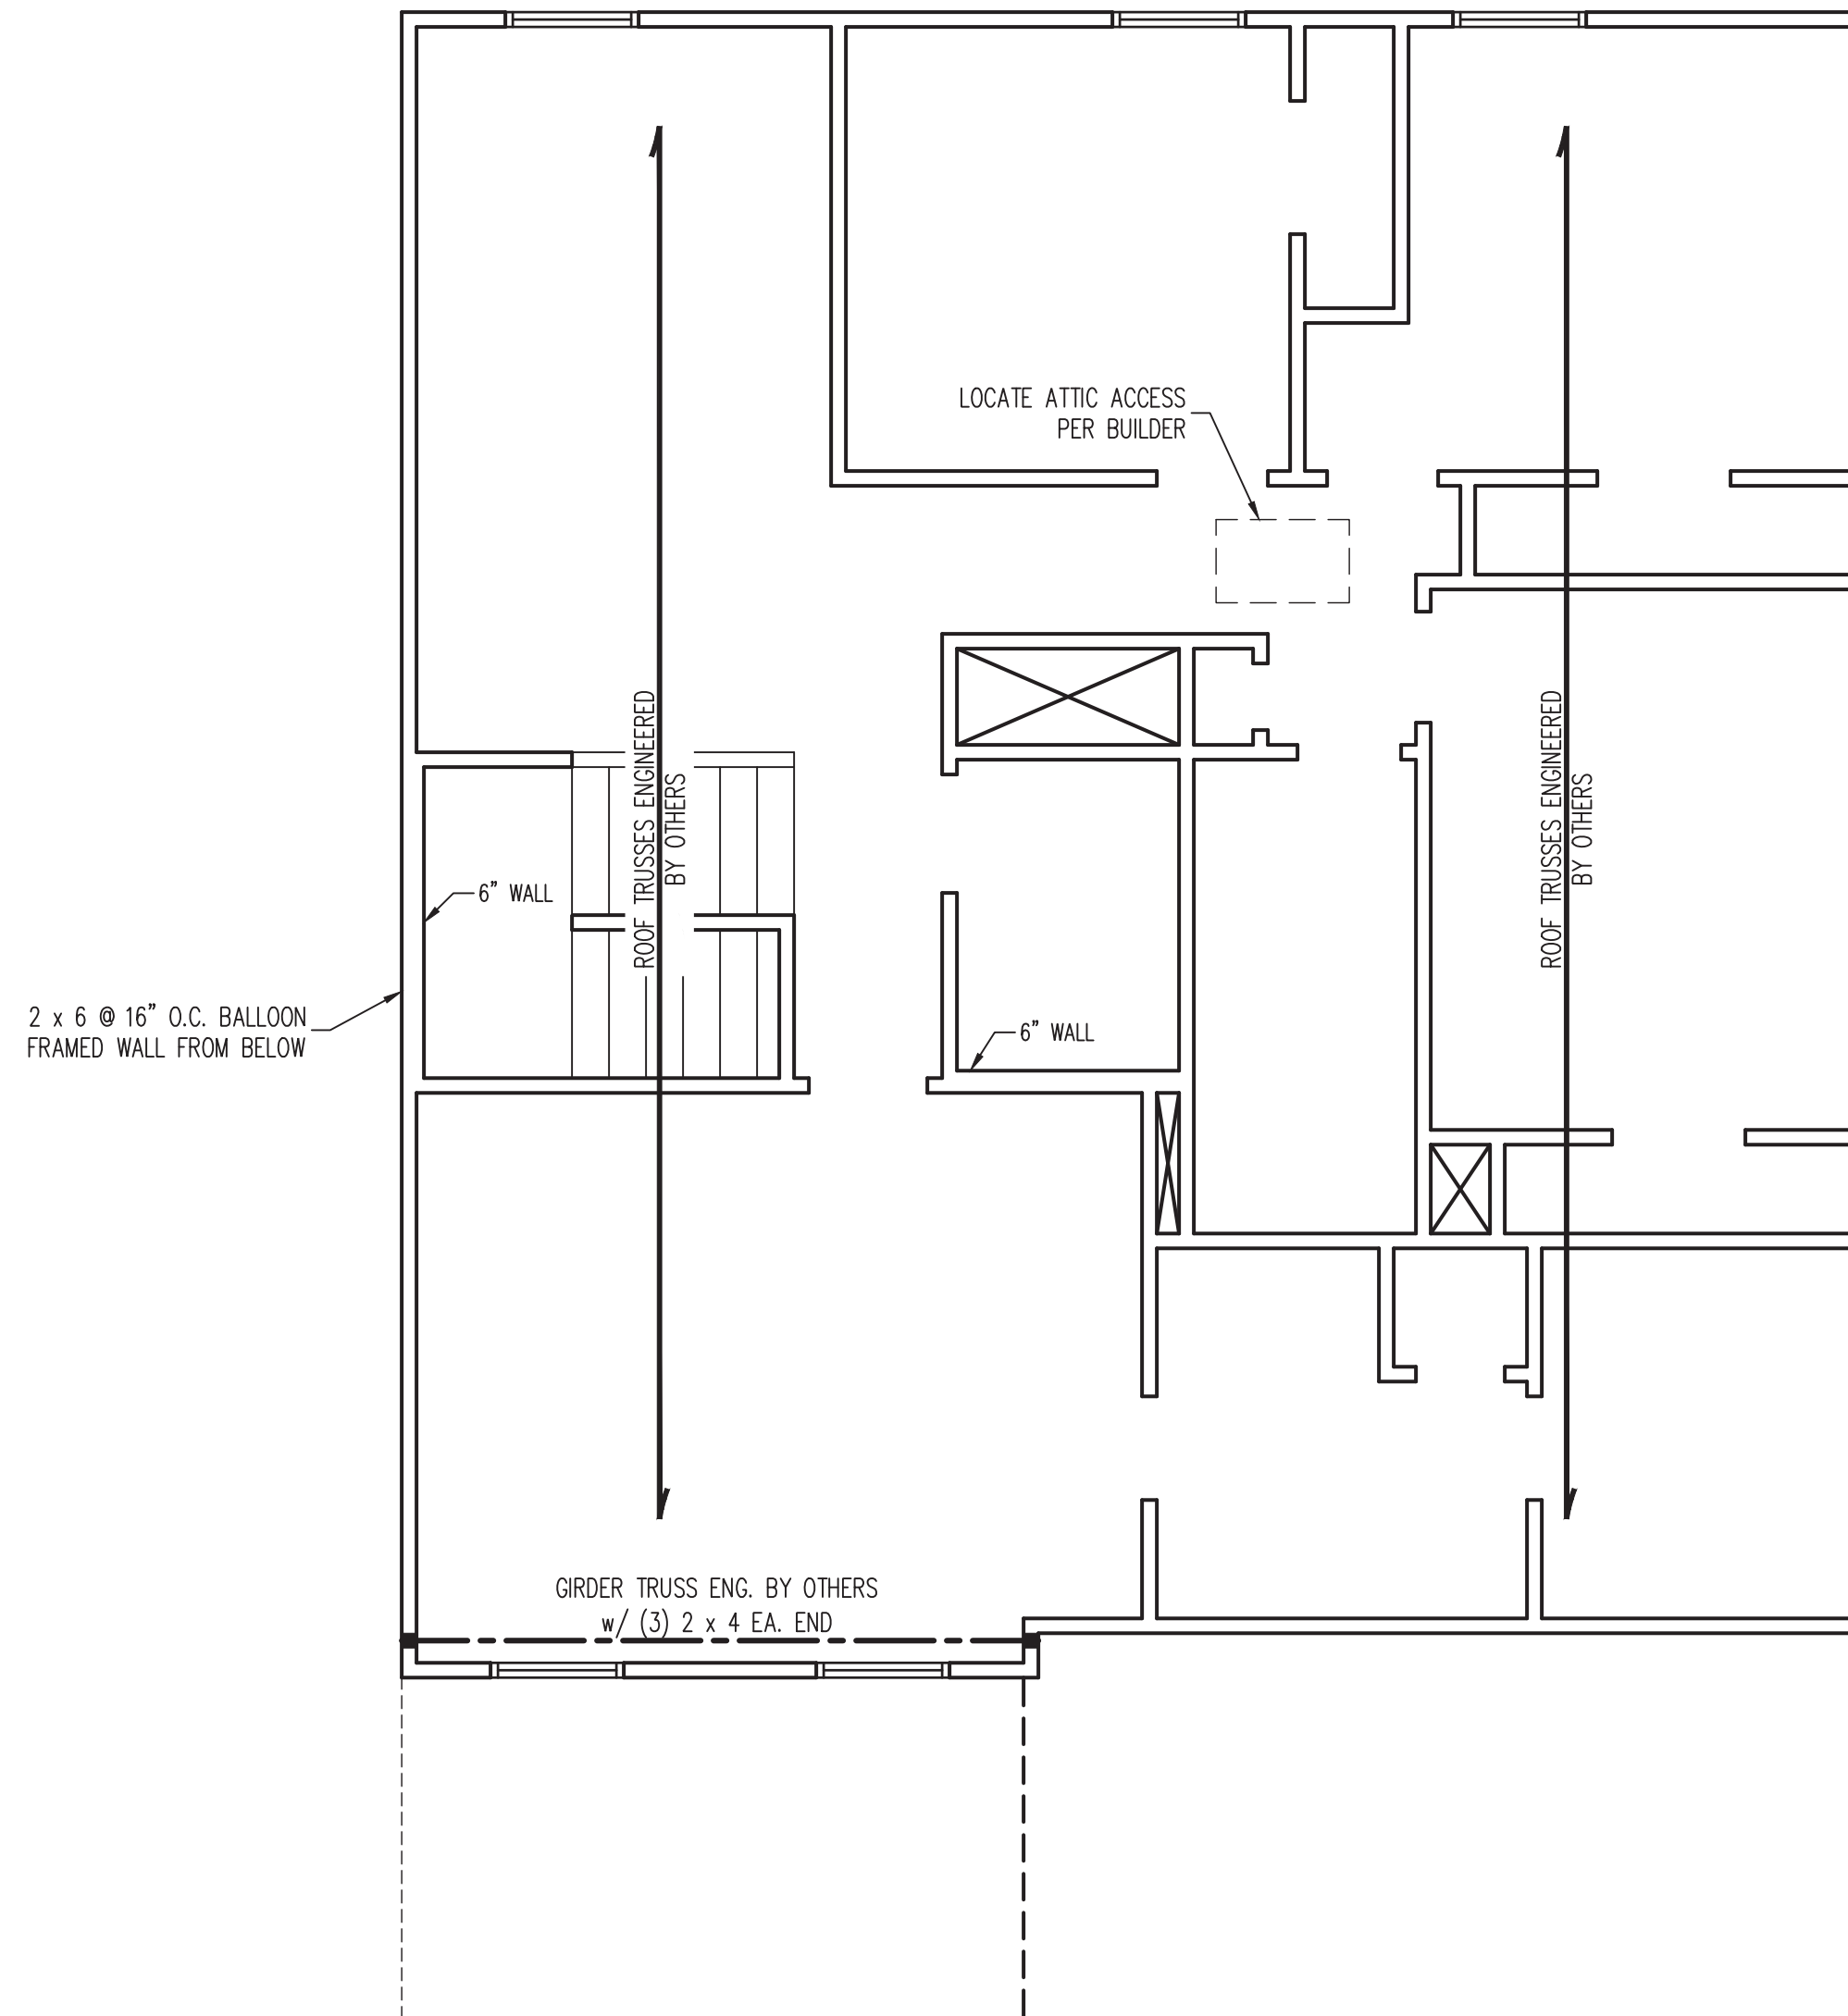 LOCATE ATTIC ACCESS
PER BUILDER
ROOF TRUSSES ENGINEERED
BY OTHERS
ROOF TRUSSES ENGINEERED
BY OTHERS
6" WALL
2 x 6 @ 16" O.C. BALLOON
FRAMED WALL FROM BELOW
6" WALL
GIRDER TRUSS ENG. BY OTHERS
w/ (3) 2 x 4 EA. END